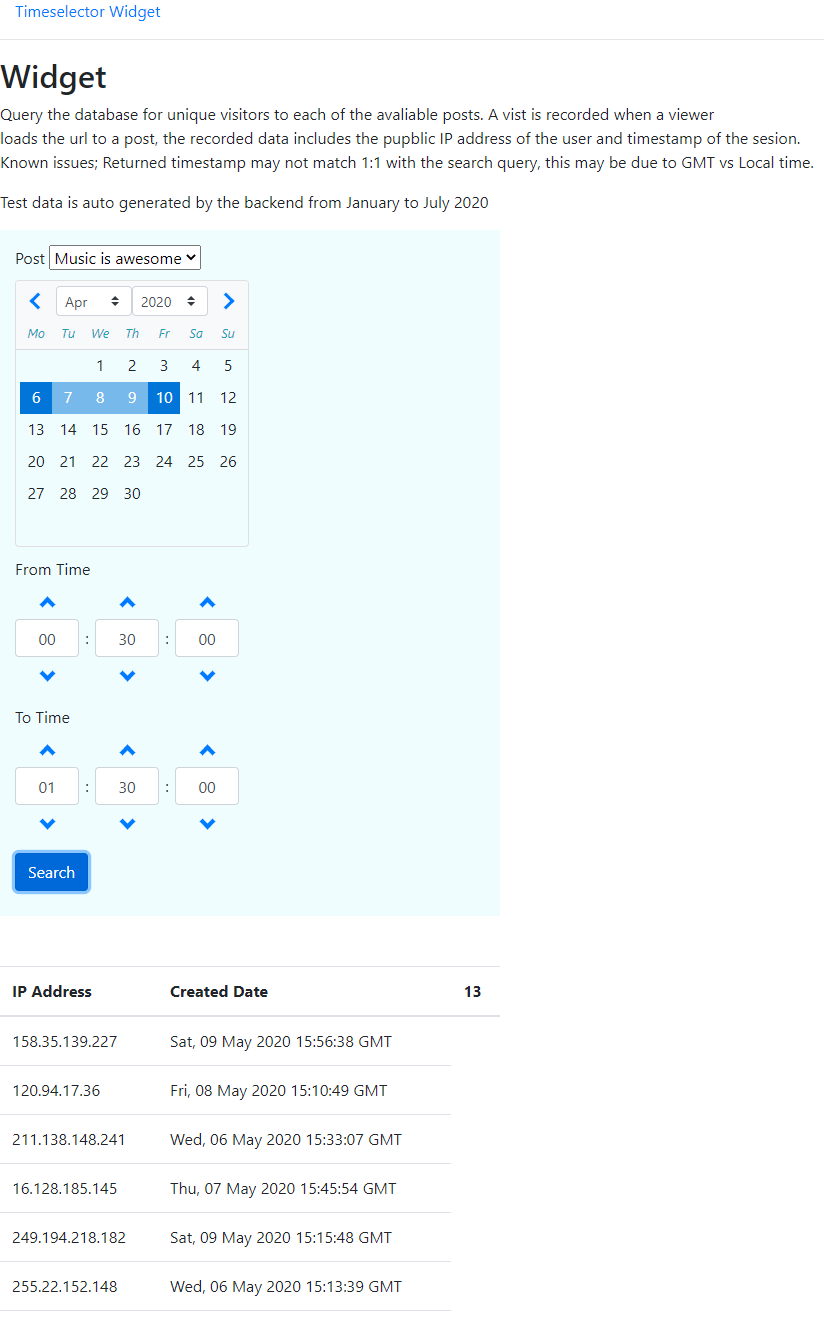 Timeselector Widget
Widget
Query the database for unique visitors to each of the avaliable posts. A vist is recorded when a viewer
loads the url to a post, the recorded data includes the pupblic IP address of the user and timestamp of the sesion.
Known issues; Returned timestamp may not match 1:1 with the search query, this may be due to GMT vs Local time.
Test data is auto generated by the backend from January to July 2020
Post Music is awesome
Apr 2020
Mo Tu We Th Fr Sa Su
1 2 3 4 5
6 7 8 9 10 11 12
13 14 15 16 17 18 19
20 21 22 23 24 25 26
27 28 29 30
From Time
00 : 30 : 00
To Time
01 : 30 : 00
Search
IP Address Created Date 13
158.35.139.227 Sat, 09 May 2020 15:56:38 GMT
120.94.17.36 Fri, 08 May 2020 15:10:49 GMT
211.138.148.241 Wed, 06 May 2020 15:33:07 GMT
16.128.185.145 Thu, 07 May 2020 15:45:54 GMT
249.194.218.182 Sat, 09 May 2020 15:15:48 GMT
255.22.152.148 Wed, 06 May 2020 15:13:39 GMT